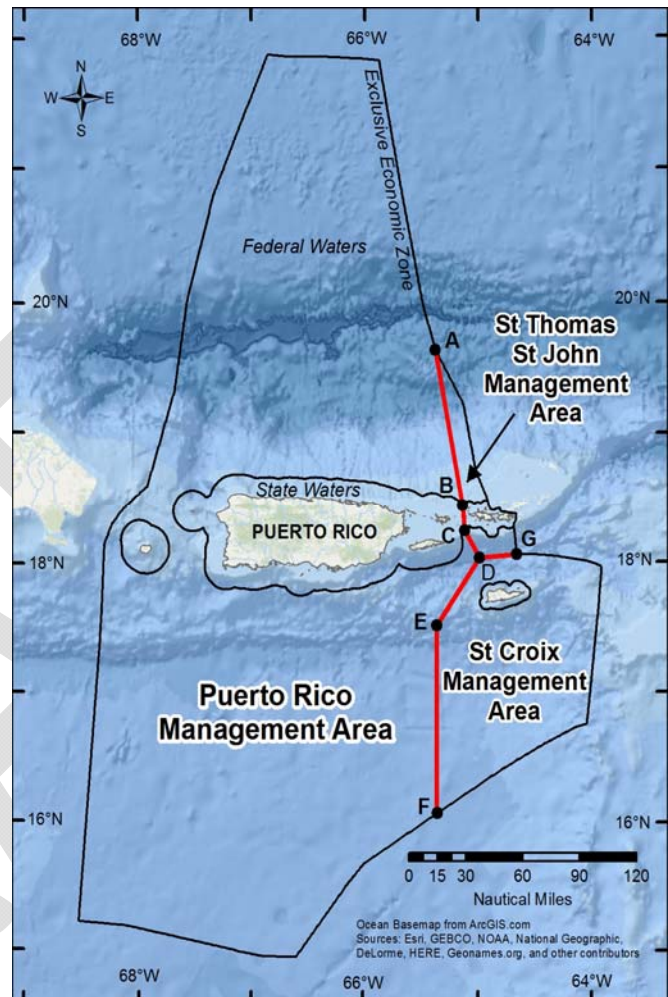 68°W
66°W
64°W
N
W
E
S
Exclusive Economic Zone
Federal Waters
20°N
20°N
A
St Thomas
St John
Management
Area
B
State Waters
PUERTO RICO
C
G
18°N
18°N
D
E
St Croix
Management
Area
Puerto Rico
Management Area
F
16°N
16°N
0 15 30 60 90 120
Nautical Miles
Ocean Basemap from ArcGIS.com
Sources: Esri, GEBCO, NOAA, National Geographic,
DeLorme, HERE, Geonames.org, and other contributors
68°W
66°W
64°W